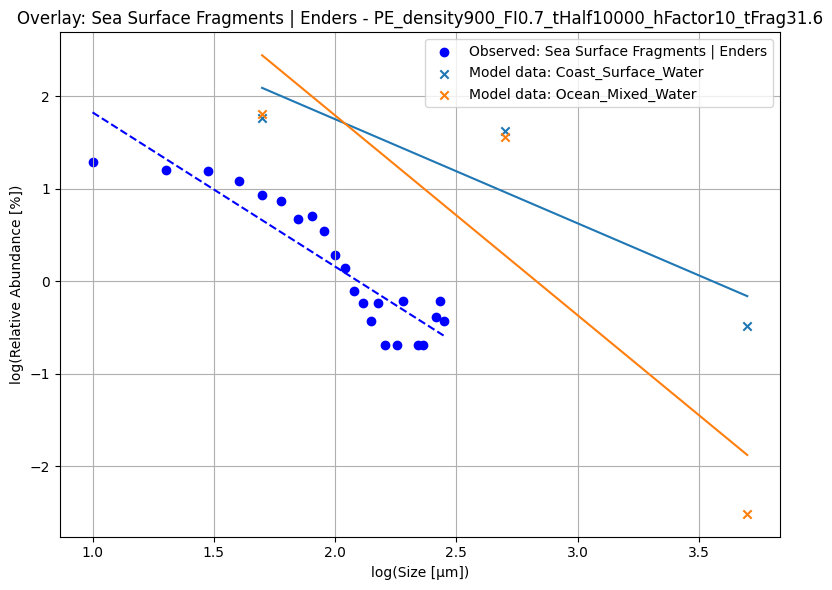 Overlay: Sea Surface Fragments | Enders - PE_density900_FI0.7_tHalf10000_hFactor10_tFrag31.6
Observed: Sea Surface Fragments | Enders
Model data: Coast_Surface_Water
Model data: Ocean_Mixed_Water
log(Relative Abundance [%])
2
1
0
−1
−2
1.0
1.5
2.0
2.5
3.0
3.5
log(Size [µm])